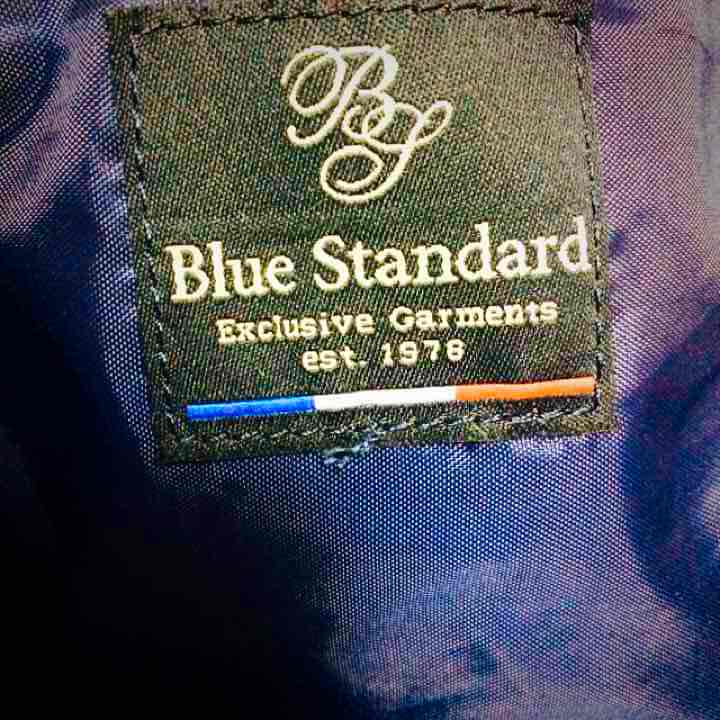 BS
Blue Standard
Exclusive Garments
est. 1978